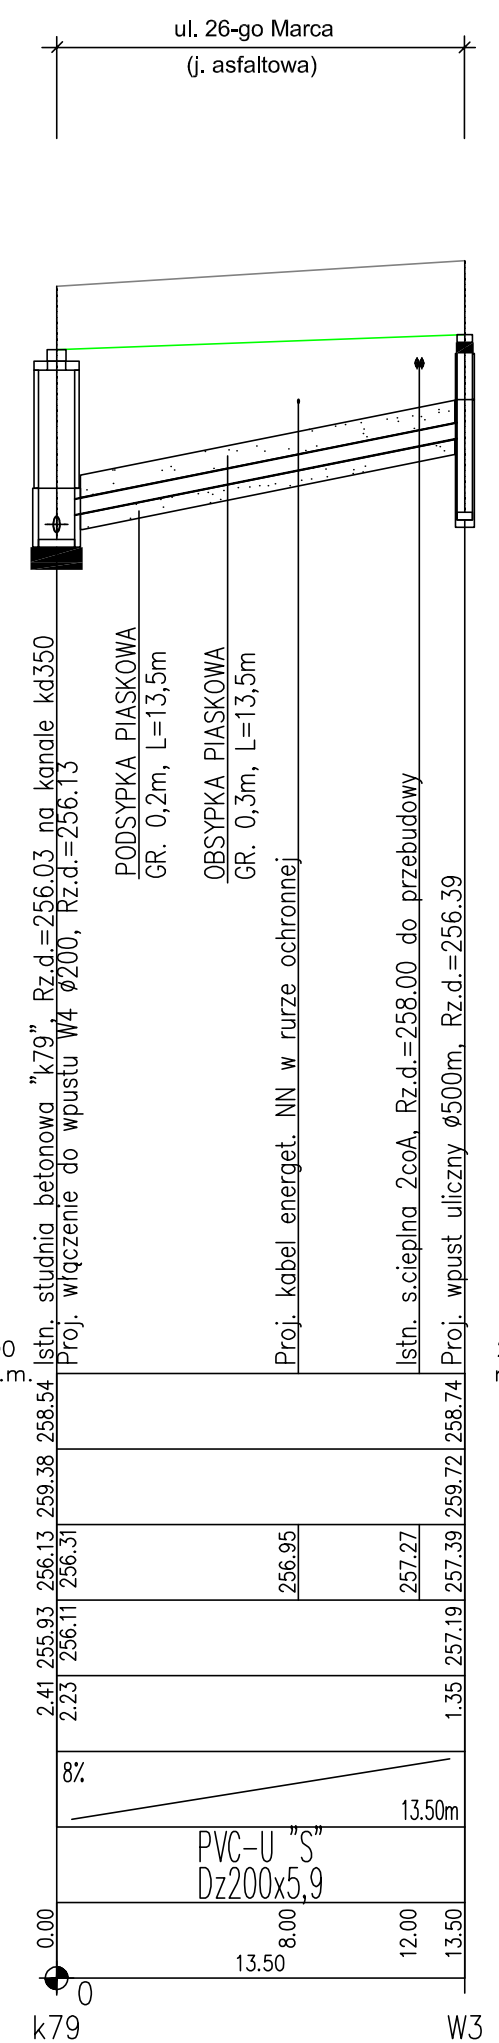 ul. 26-go Marca
(j. asfaltowa)
Istn. studnia betonowa "k79", Rz.d.=256.03 na kanale kd350
Proj. włączenie do wpustu W4 ø200, Rz.d.=256.13
PODSYPKA PIASKOWA
GR. 0,2m, L=13,5m
OBSYPKA PIASKOWA
GR. 0,3m, L=13,5m
Proj. kabel energet. NN w rurze ochronnej
Istn. s.cieplna 2coA, Rz.d.=258.00 do przebudowy
Proj. wpust uliczny ø500m, Rz.d.=256.39
.m.
258.54 258.74
259.38 259.72
256.13 256.31 256.95 257.27 257.39
255.93 256.11 257.19
2.41 2.23 1.35
8%
13.50m
PVC-U "S"
Dz200x5,9
0.00 8.00 12.00 13.50
13.50
0
k79 W3